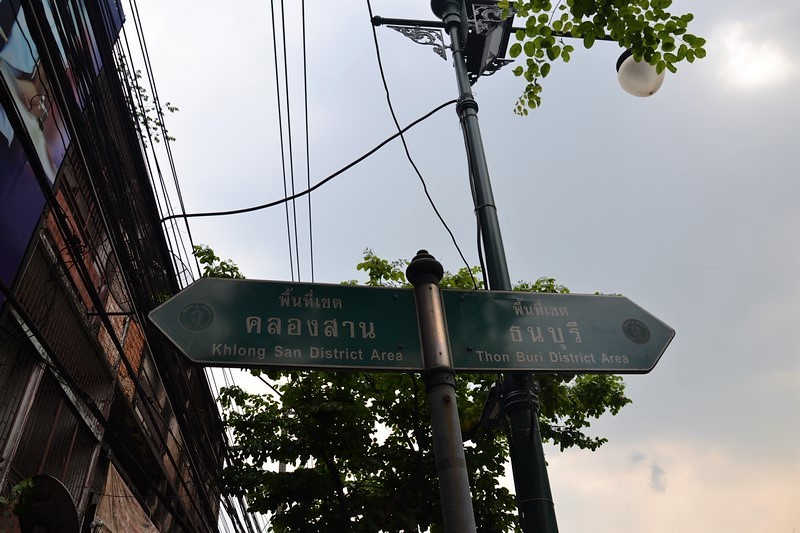 พื้นที่เขต
คลองสาน
Khlong San District Area
พื้นที่เขต
ธนบุรี
Thon Buri District Area